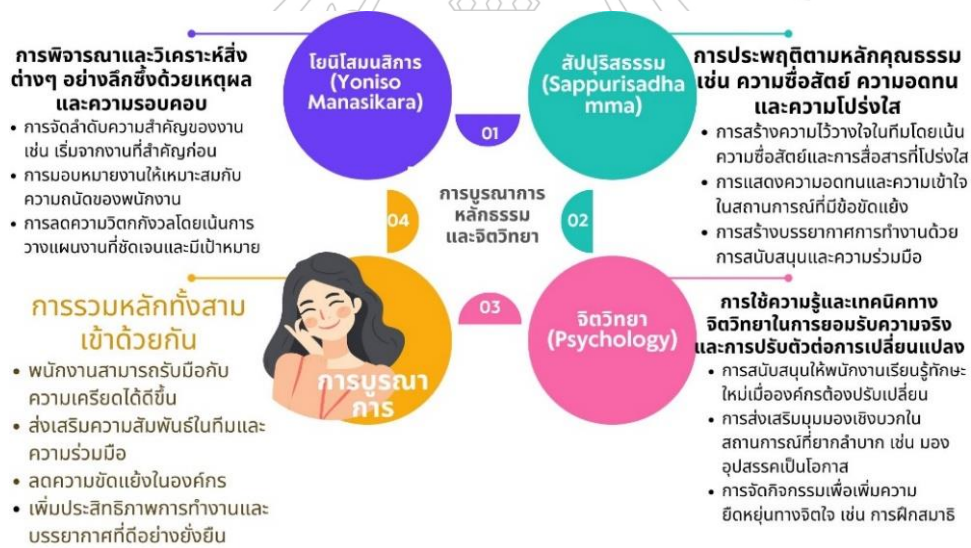 การพิจารณาและวิเคราะห์สิ่ง
ต่างๆ อย่างลึกซึ้งด้วยเหตุผล
และความรอบคอบ
• การจัดลำดับความสำคัญของงาน
เช่น เริ่มจากงานที่สำคัญก่อน
• การมอบหมายงานให้เหมาะสมกับ
ความถนัดของพนักงาน
• การลดความวิตกกังวลโดยเน้นการ
วางแผนงานที่ชัดเจนและมีเป้าหมาย
โยนิโสมนสิการ
(Yoniso
Manasikara)
01
สัปปุริสธรรม
(Sappurisadha
mma)
การประพฤติตามหลักคุณธรรม
เช่น ความซื่อสัตย์ ความอดทน
และความโปร่งใส
• การสร้างความไว้วางใจในทีมโดยเน้น
ความซื่อสัตย์และการสื่อสารที่โปร่งใส
• การแสดงความอดทนและความเข้าใจ
ในสถานการณ์ที่มีข้อขัดแย้ง
• การสร้างบรรยากาศการทำงานด้วย
การสนับสนุนและความร่วมมือ
04
การบูรณาการ
หลักธรรม
และจิตวิทยา
02
การรวมหลักทั้งสาม
เข้าด้วยกัน
• พนักงานสามารถรับมือกับ
ความเครียดได้ดีขึ้น
• ส่งเสริมความสัมพันธ์ในทีมและ
ความร่วมมือ
• ลดความขัดแย้งในองค์กร
• เพิ่มประสิทธิภาพการทำงานและ
บรรยากาศที่ดีอย่างยั่งยืน
การบูรณา
การ
03
จิตวิทยา
(Psychology)
การใช้ความรู้และเทคนิคทาง
จิตวิทยาในการยอมรับความจริง
และการปรับตัวต่อการเปลี่ยนแปลง
• การสนับสนุนให้พนักงานเรียนรู้ทักษะ
ใหม่เมื่อองค์กรต้องปรับเปลี่ยน
• การส่งเสริมมุมมองเชิงบวกใน
สถานการณ์ที่ยากลำบาก เช่น มอง
อุปสรรคเป็นโอกาส
• การจัดกิจกรรมเพื่อเพิ่มความ
ยืดหยุ่นทางจิตใจ เช่น การฝึกสมาธิ